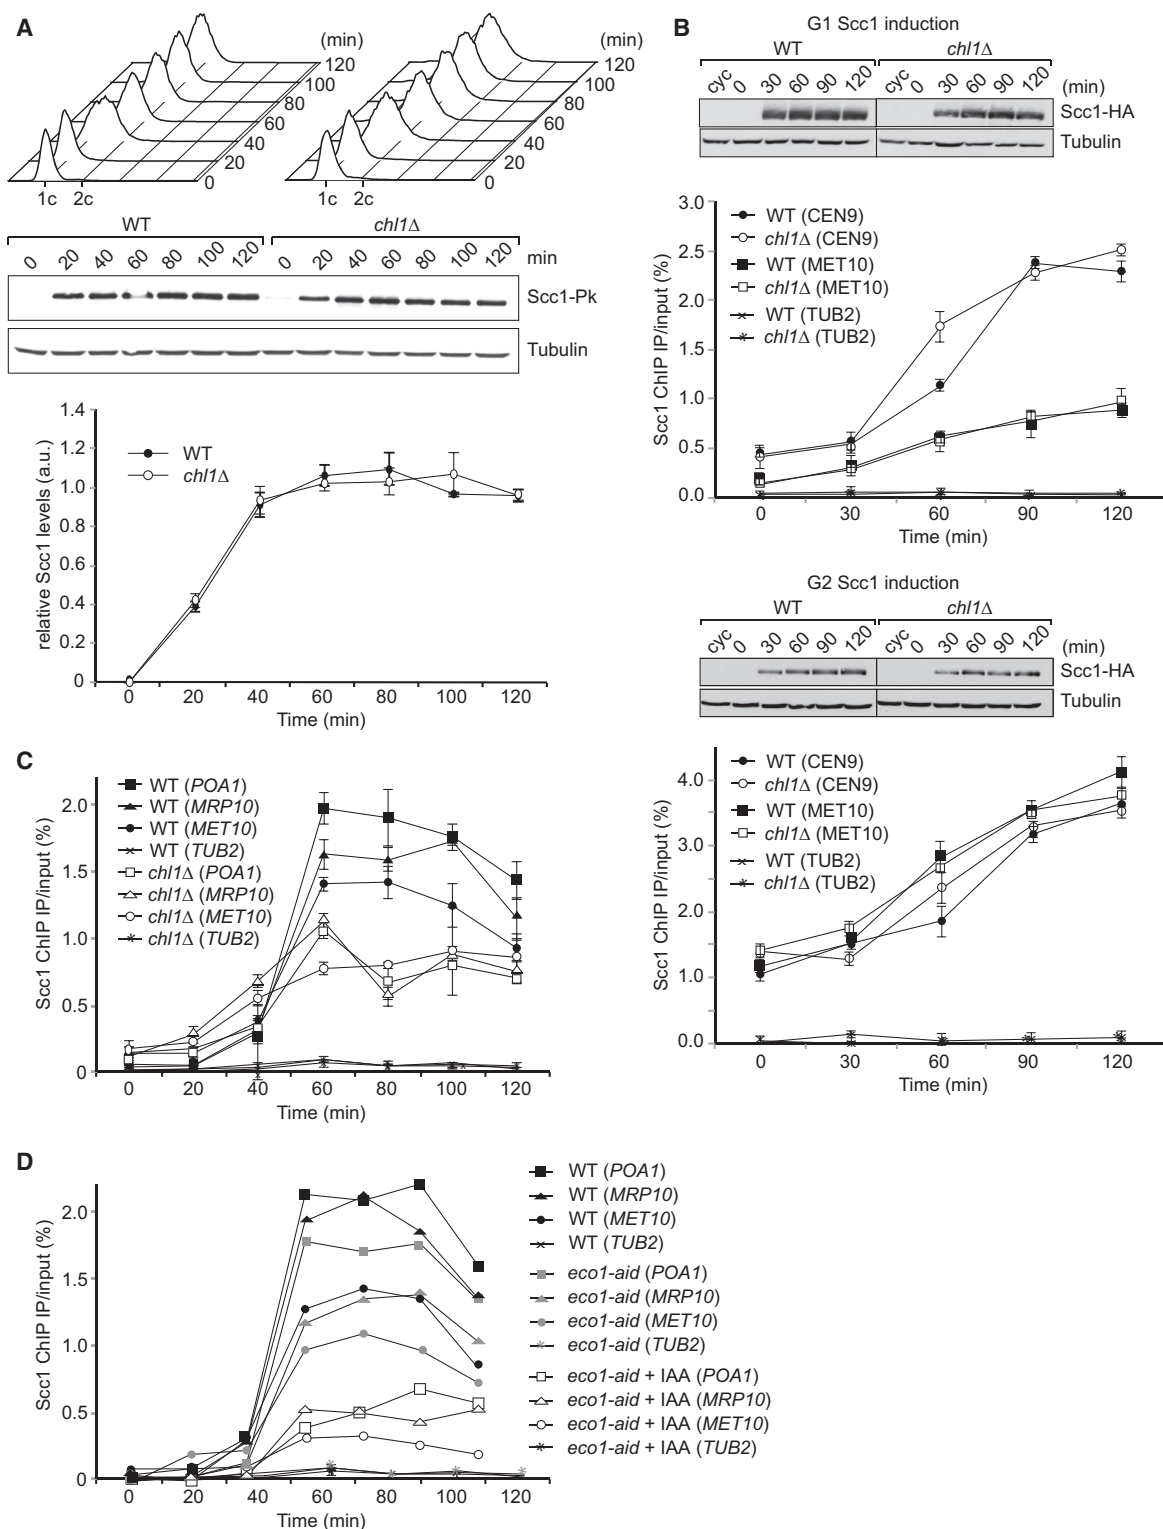 A
(min)
120
100
80
60
40
20
0
1c 2c
(min)
120
100
80
60
40
20
0
1c 2c
WT chl1Δ
0 20 40 60 80 100 120 0 20 40 60 80 100 120 min
Scc1-Pk
Tubulin
relative Scc1 levels (a.u.)
1.4
1.2
1.0
0.8
0.6
0.4
0.2
0
WT
chl1Δ
0 20 40 60 80 100 120
Time (min)
B
G1 Scc1 induction
WT chl1Δ
cyc 0 30 60 90 120 cyc 0 30 60 90 120 (min)
Scc1-HA
Tubulin
Scc1 ChIP IP/input (%)
3.0
2.5
2.0
1.5
1.0
0.5
0.0
WT (CEN9)
chl1Δ (CEN9)
WT (MET10)
chl1Δ (MET10)
WT (TUB2)
chl1Δ (TUB2)
0 30 60 90 120
Time (min)
G2 Scc1 induction
WT chl1Δ
cyc 0 30 60 90 120 cyc 0 30 60 90 120 (min)
Scc1-HA
Tubulin
Scc1 ChIP IP/input (%)
4.0
3.0
2.0
1.0
0.0
WT (CEN9)
chl1Δ (CEN9)
WT (MET10)
chl1Δ (MET10)
WT (TUB2)
chl1Δ (TUB2)
0 30 60 90 120
Time (min)
C
Scc1 ChIP IP/input (%)
2.0
1.5
1.0
0.5
0
WT (POA1)
WT (MRP10)
WT (MET10)
WT (TUB2)
chl1Δ (POA1)
chl1Δ (MRP10)
chl1Δ (MET10)
chl1Δ (TUB2)
0 20 40 60 80 100 120
Time (min)
D
Scc1 ChIP IP/input (%)
2.0
1.5
1.0
0.5
0
0 20 40 60 80 100 120
Time (min)
WT (POA1)
WT (MRP10)
WT (MET10)
WT (TUB2)
eco1-aid (POA1)
eco1-aid (MRP10)
eco1-aid (MET10)
eco1-aid (TUB2)
eco1-aid + IAA (POA1)
eco1-aid + IAA (MRP10)
eco1-aid + IAA (MET10)
eco1-aid + IAA (TUB2)